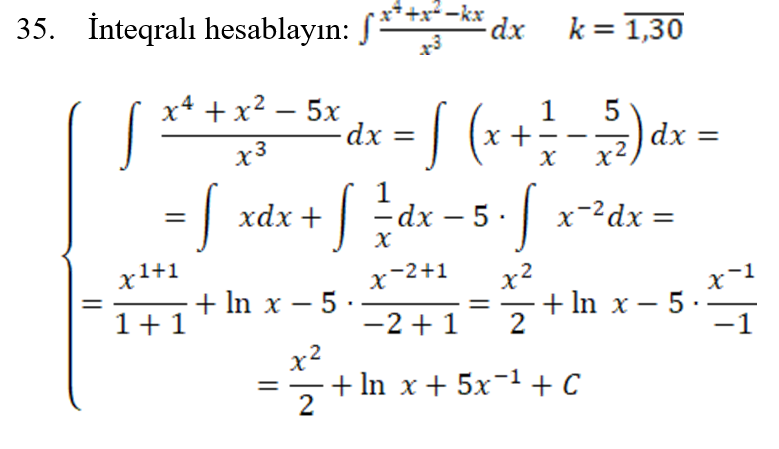 35. İnteqralı hesablayın: ∫ (x⁴+x²−kx)/x³ dx k = 1,30‾
∫ (x⁴ + x² − 5x)/x³ dx = ∫ (x + 1/x − 5/x²) dx =
= ∫ xdx + ∫ 1/x dx − 5 · ∫ x⁻²dx =
= x¹⁺¹/(1 + 1) + ln x − 5 · x⁻²⁺¹/(−2 + 1) = x²/2 + ln x − 5 · x⁻¹/−1
= x²/2 + ln x + 5x⁻¹ + C